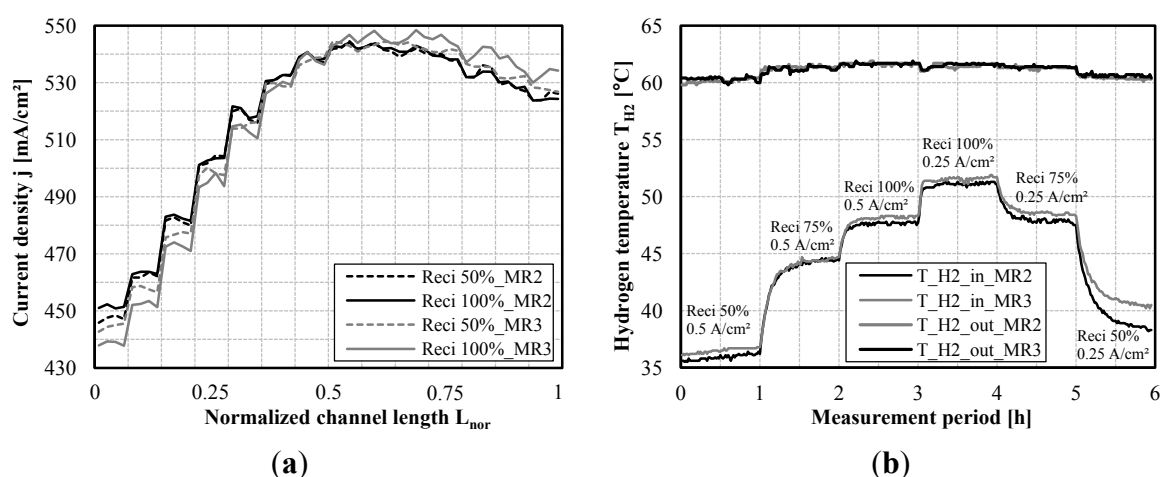 550
530
510
490
470
450
430
Current density j [mA/cm²]
Reci 50%_MR2
Reci 100%_MR2
Reci 50%_MR3
Reci 100%_MR3
0
0.25
0.5
0.75
1
Normalized channel length Lnor
(a)
65
60
55
50
45
40
35
Hydrogen temperature TH2 [°C]
Reci 50%
0.5 A/cm²
Reci 75%
0.5 A/cm²
Reci 100%
0.5 A/cm²
Reci 100%
0.25 A/cm²
Reci 75%
0.25 A/cm²
Reci 50%
0.25 A/cm²
T_H2_in_MR2
T_H2_in_MR3
T_H2_out_MR2
T_H2_out_MR3
0
1
2
3
4
5
6
Measurement period [h]
(b)